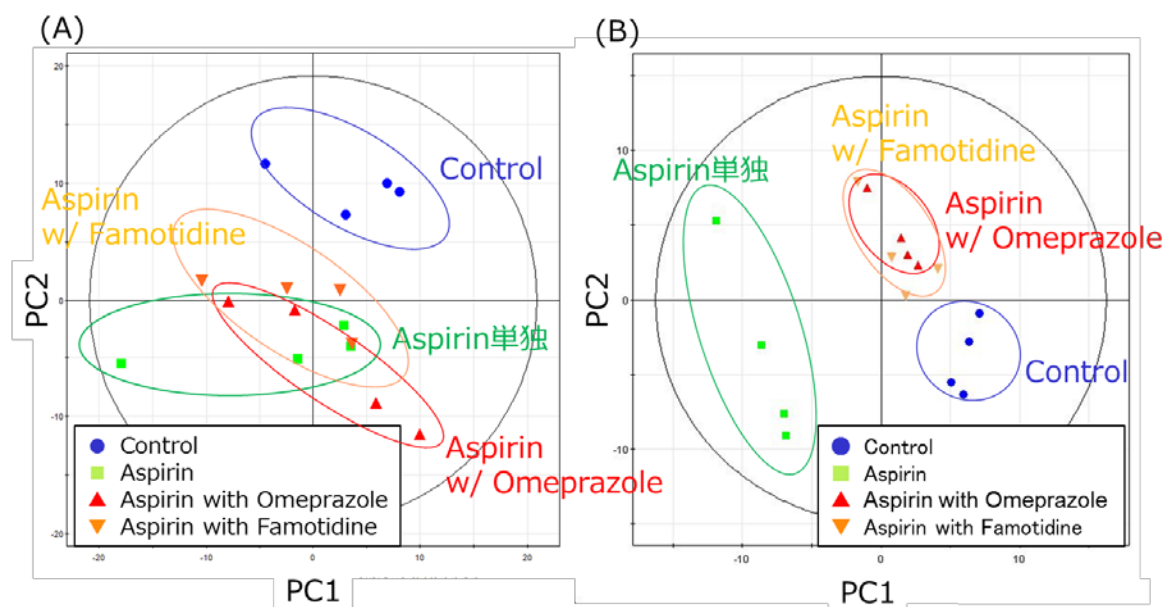 (A)
20
10
0
-10
-20
-20
-10
0
10
20
PC2
PC1
Control
Aspirin
w/ Famotidine
Aspirin単独
Aspirin
w/ Omeprazole
Control
Aspirin
Aspirin with Omeprazole
Aspirin with Famotidine
(B)
10
0
-10
-10
0
10
PC2
PC1
Aspirin
w/ Famotidine
Aspirin単独
Aspirin
w/ Omeprazole
Control
Control
Aspirin
Aspirin with Omeprazole
Aspirin with Famotidine